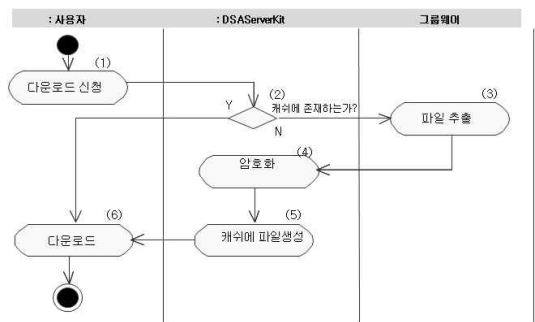 : 사용자 : DSAServerKit 그룹웨어
(1)
다운로드 신청
(2)
캐쉬에 존재하는가?
Y
N
(3)
파일 추출
(4)
암호화
(5)
캐쉬에 파일생성
(6)
다운로드